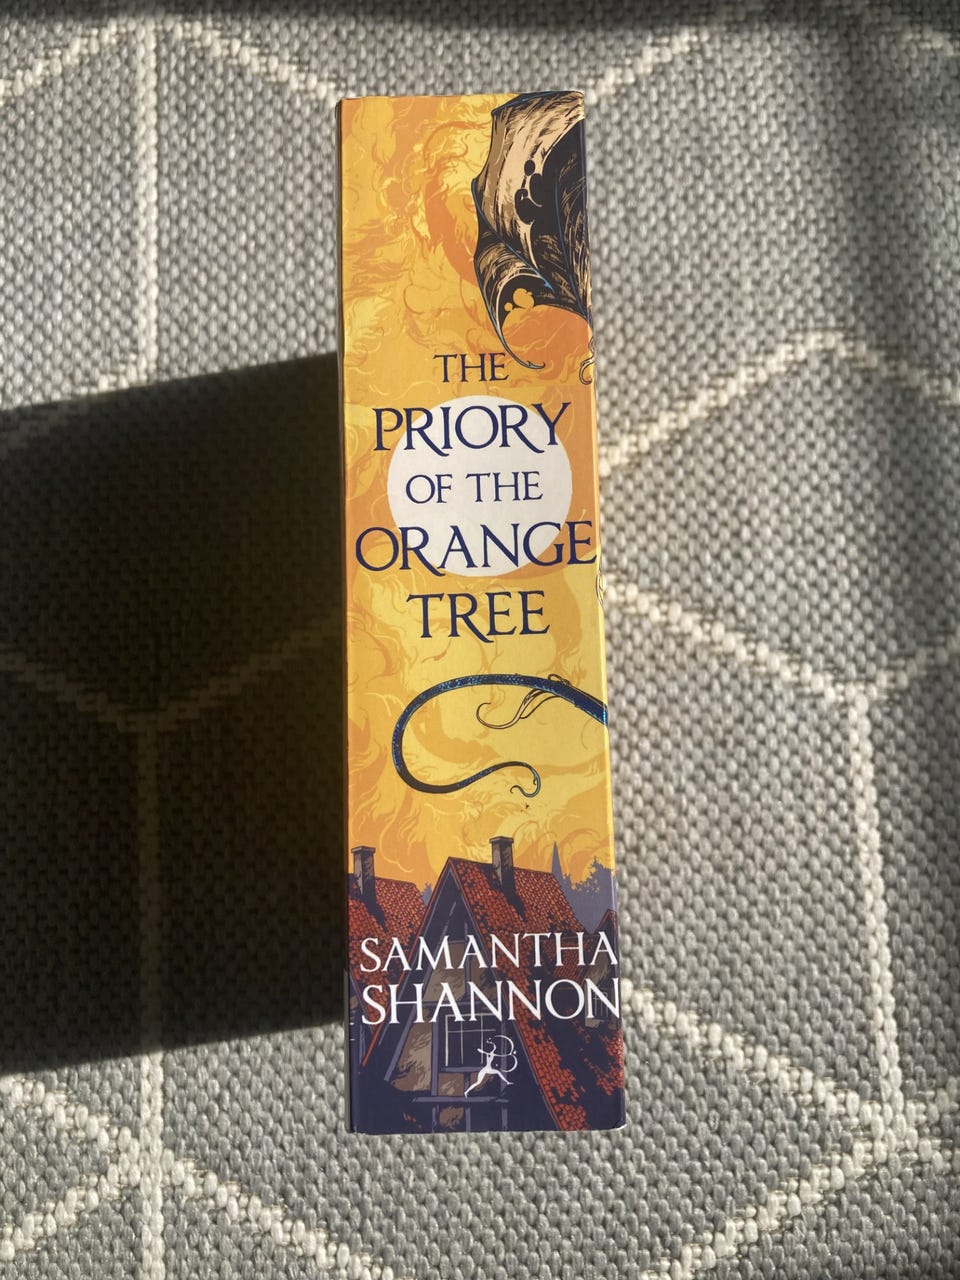 THE
PRIORY
OF THE
ORANGE
TREE
SAMANTHA
SHANNON